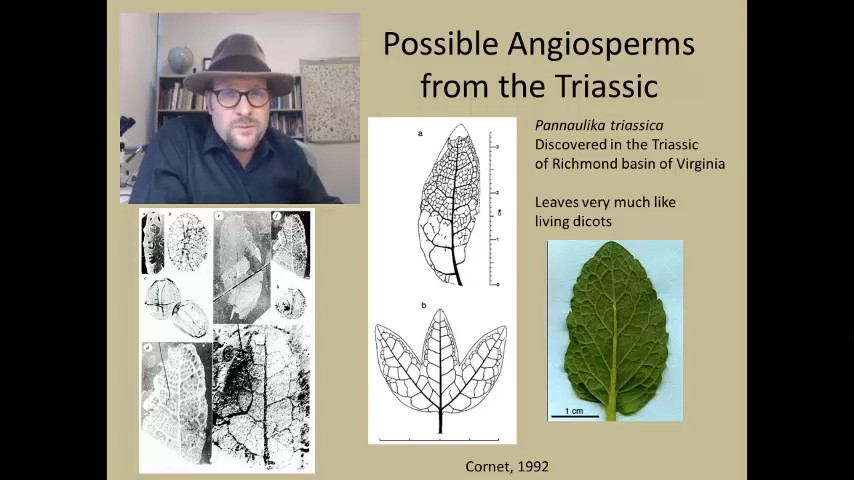 Possible Angiosperms
from the Triassic
Pannaulika triassica
Discovered in the Triassic
of Richmond basin of Virginia
Leaves very much like
living dicots
a
cm
b
1 cm
Cornet, 1992